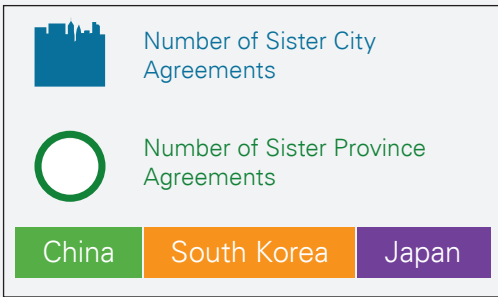 Number of Sister City
Agreements
Number of Sister Province
Agreements
China South Korea Japan